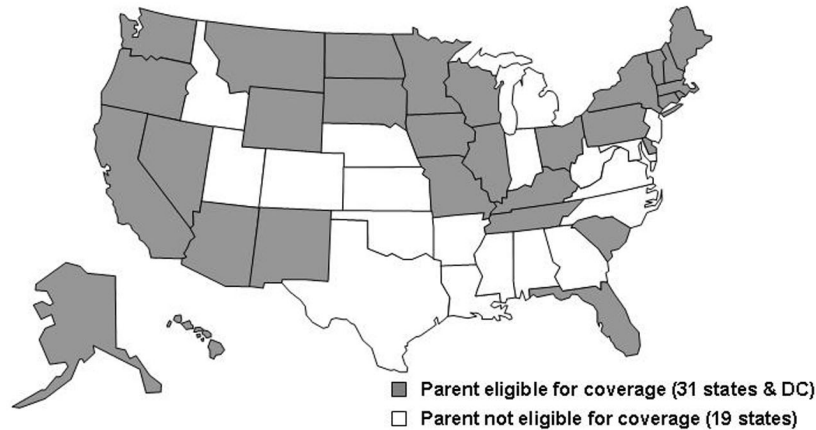 Parent eligible for coverage (31 states & DC)
Parent not eligible for coverage (19 states)